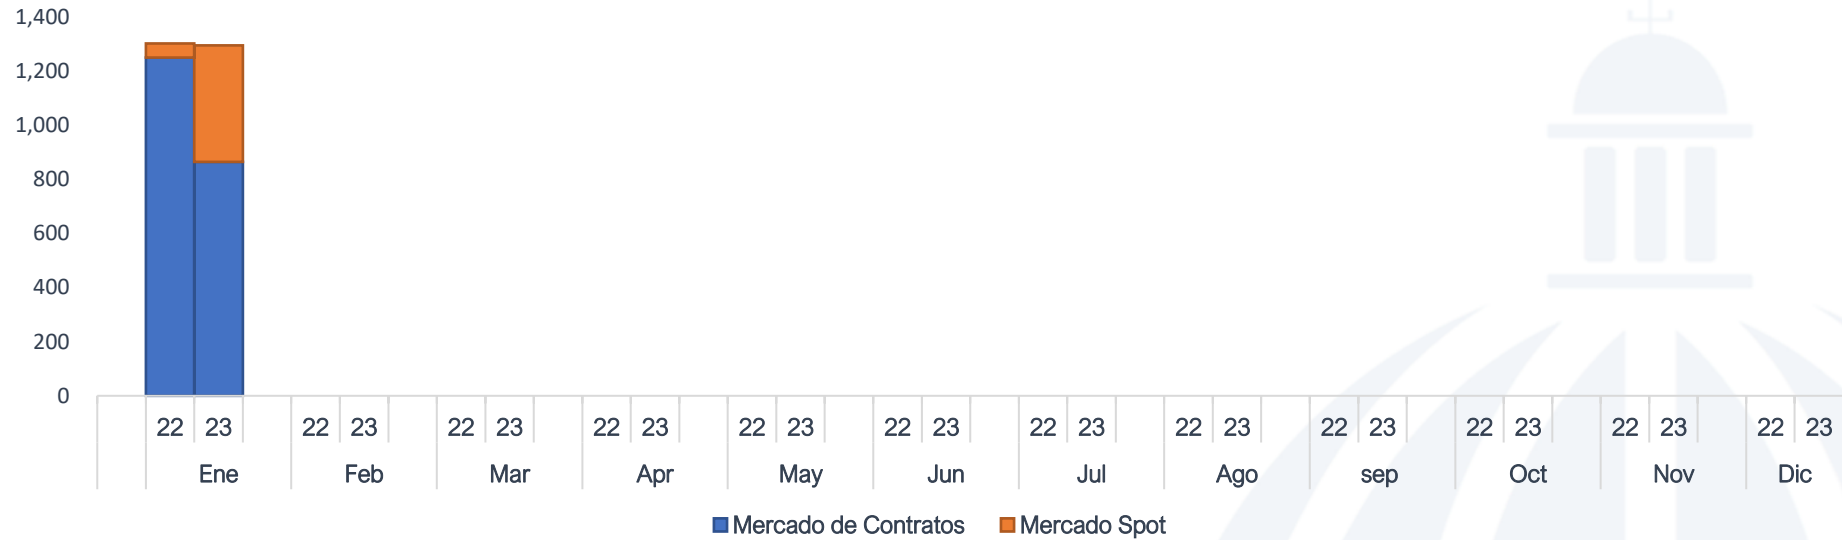 1,400
1,200
1,000
800
600
400
200
0
22 23 22 23 22 23 22 23 22 23 22 23 22 23 22 23 22 23 22 23 22 23 22 23
Ene Feb Mar Apr May Jun Jul Ago sep Oct Nov Dic
Mercado de Contratos Mercado Spot